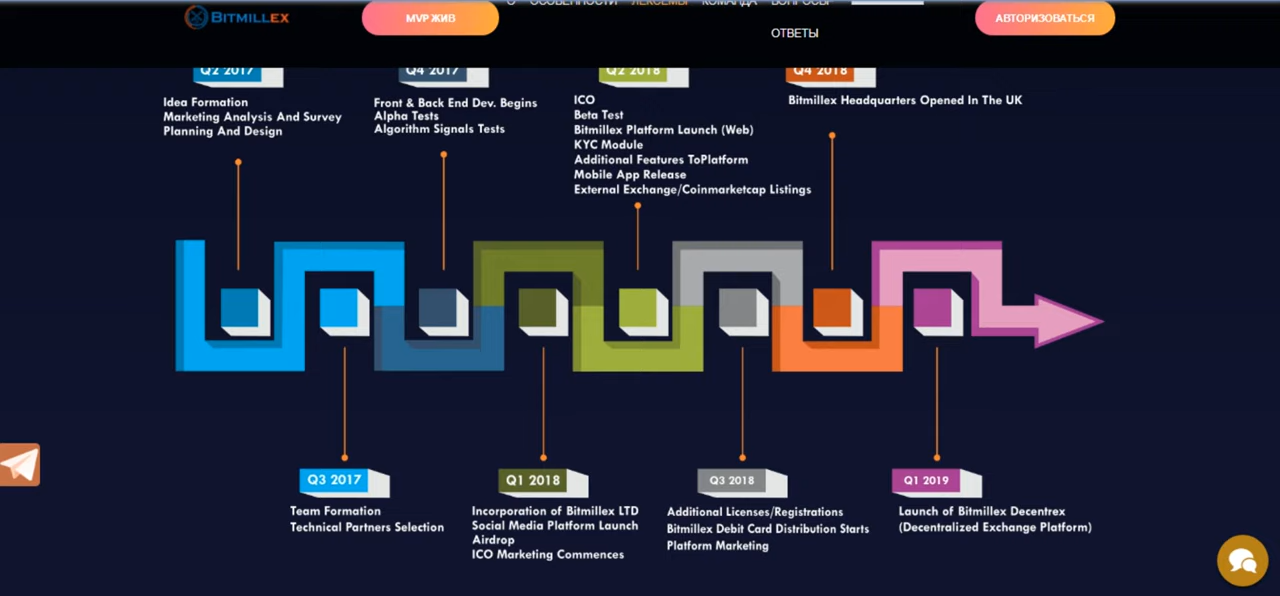 BITMILLEX
MVP ЖИВ
О ОСОБЕННОСТИ ЛЕКСЕМЫ КОМАНДА ВОПРОСЫ
ОТВЕТЫ
АВТОРИЗОВАТЬСЯ
Q2 2017
Idea Formation
Marketing Analysis And Survey
Planning And Design
Q4 2017
Front & Back End Dev. Begins
Alpha Tests
Algorithm Signals Tests
Q2 2018
ICO
Beta Test
Bitmillex Platform Launch (Web)
KYC Module
Additional Features ToPlatform
Mobile App Release
External Exchange/Coinmarketcap Listings
Q4 2018
Bitmillex Headquarters Opened In The UK
Q3 2017
Team Formation
Technical Partners Selection
Q1 2018
Incorporation of Bitmillex LTD
Social Media Platform Launch
Airdrop
ICO Marketing Commences
Q3 2018
Additional Licenses/Registrations
Bitmillex Debit Card Distribution Starts
Platform Marketing
Q1 2019
Launch of Bitmillex Decentrex
(Decentralized Exchange Platform)